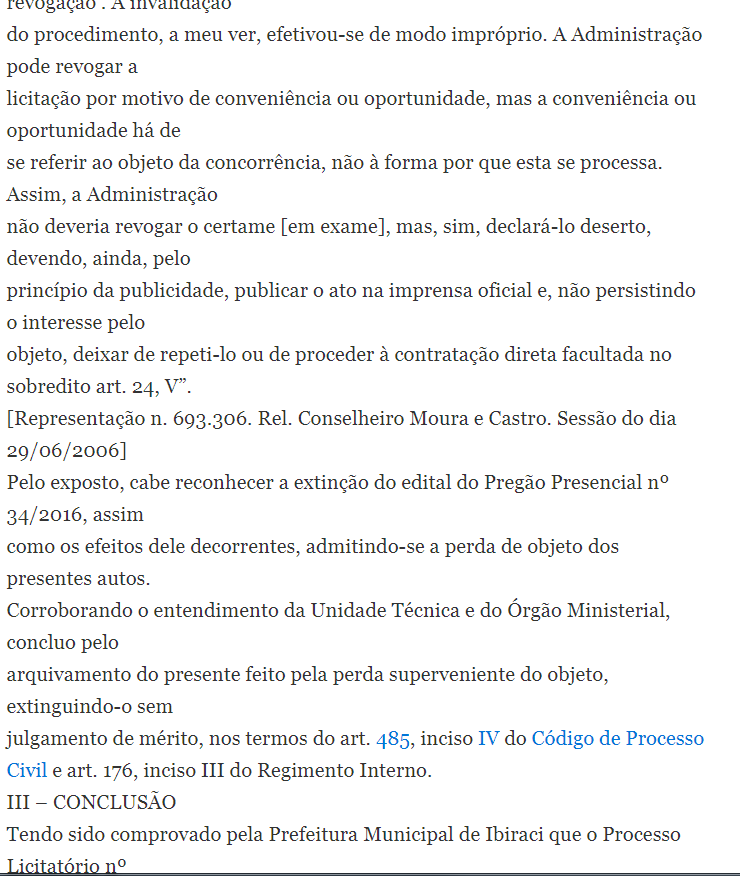 revogação". A invalidação
do procedimento, a meu ver, efetivou-se de modo impróprio. A Administração
pode revogar a
licitação por motivo de conveniência ou oportunidade, mas a conveniência ou
oportunidade há de
se referir ao objeto da concorrência, não à forma por que esta se processa.
Assim, a Administração
não deveria revogar o certame [em exame], mas, sim, declará-lo deserto,
devendo, ainda, pelo
princípio da publicidade, publicar o ato na imprensa oficial e, não persistindo
o interesse pelo
objeto, deixar de repeti-lo ou de proceder à contratação direta facultada no
sobredito art. 24, V”.
[Representação n. 693.306. Rel. Conselheiro Moura e Castro. Sessão do dia
29/06/2006]
Pelo exposto, cabe reconhecer a extinção do edital do Pregão Presencial nº
34/2016, assim
como os efeitos dele decorrentes, admitindo-se a perda de objeto dos
presentes autos.
Corroborando o entendimento da Unidade Técnica e do Órgão Ministerial,
concluo pelo
arquivamento do presente feito pela perda superveniente do objeto,
extinguindo-o sem
julgamento de mérito, nos termos do art. 485, inciso IV do Código de Processo
Civil e art. 176, inciso III do Regimento Interno.
III – CONCLUSÃO
Tendo sido comprovado pela Prefeitura Municipal de Ibiraci que o Processo
Licitatório nº